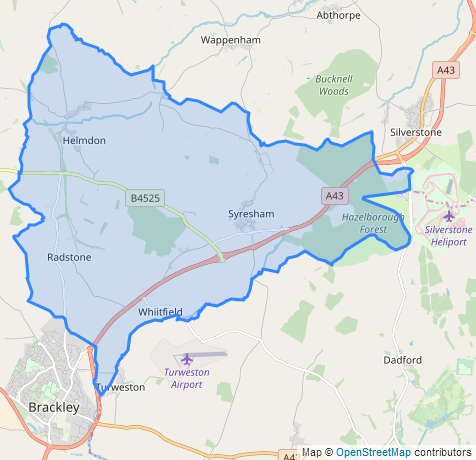 Abthorpe
Wappenham
A43
Bucknell
Woods
Silverstone
Helmdon
B4525
A43
Syresham
Hazelborough
Forest
Silverstone
Heliport
Radstone
Whiitfield
Dadford
Turweston
Airport
Turweston
Brackley
A4
Map © OpenStreetMap contributors